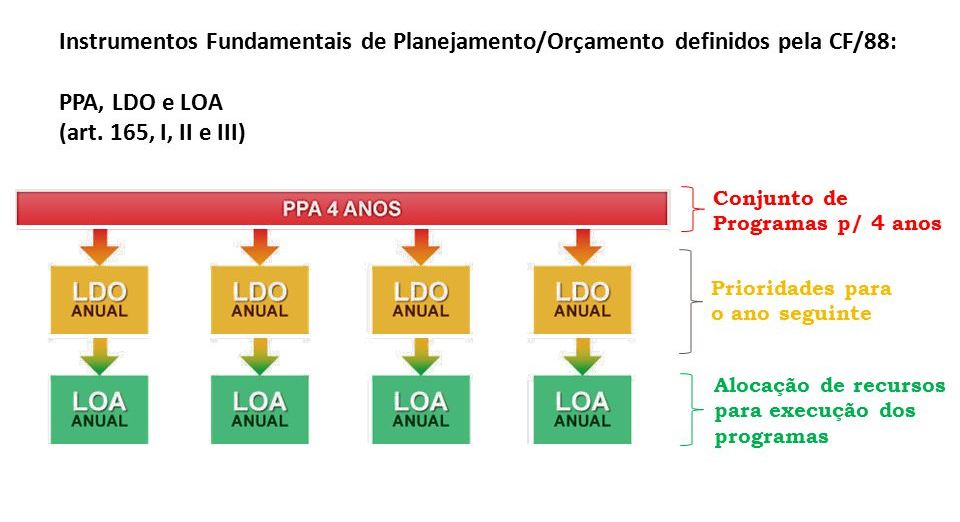 Instrumentos Fundamentais de Planejamento/Orçamento definidos pela CF/88:
PPA, LDO e LOA
(art. 165, I, II e III)
PPA 4 ANOS
Conjunto de
Programas p/ 4 anos
LDO LDO LDO LDO
ANUAL ANUAL ANUAL ANUAL
Prioridades para
o ano seguinte
LOA LOA LOA LOA
ANUAL ANUAL ANUAL ANUAL
Alocação de recursos
para execução dos
programas